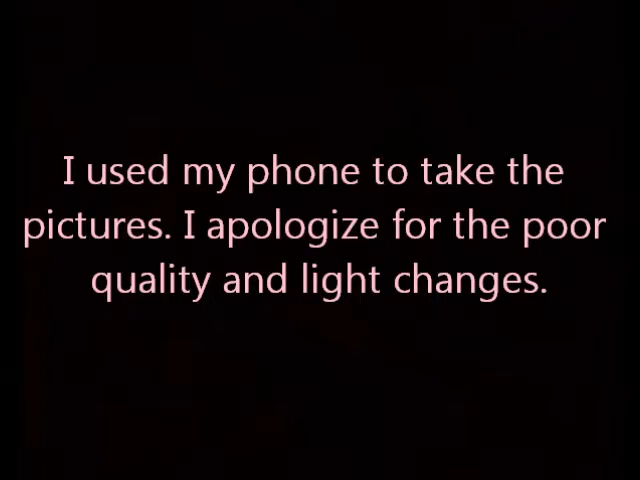 I used my phone to take the
pictures. I apologize for the poor
quality and light changes.